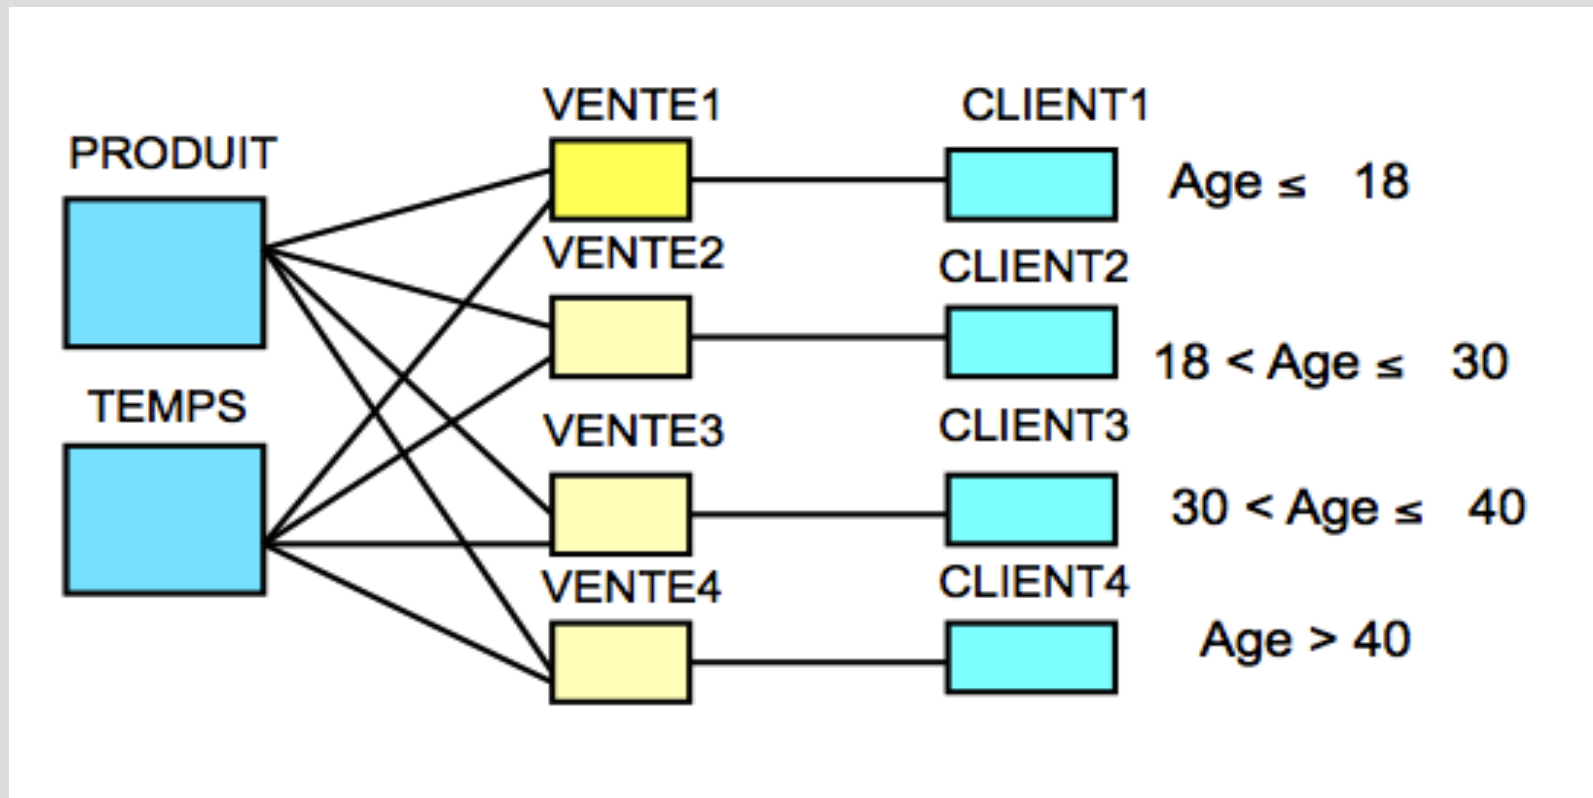 PRODUIT
TEMPS
VENTE1
VENTE2
VENTE3
VENTE4
CLIENT1
Age ≤ 18
CLIENT2
18 < Age ≤ 30
CLIENT3
30 < Age ≤ 40
CLIENT4
Age > 40